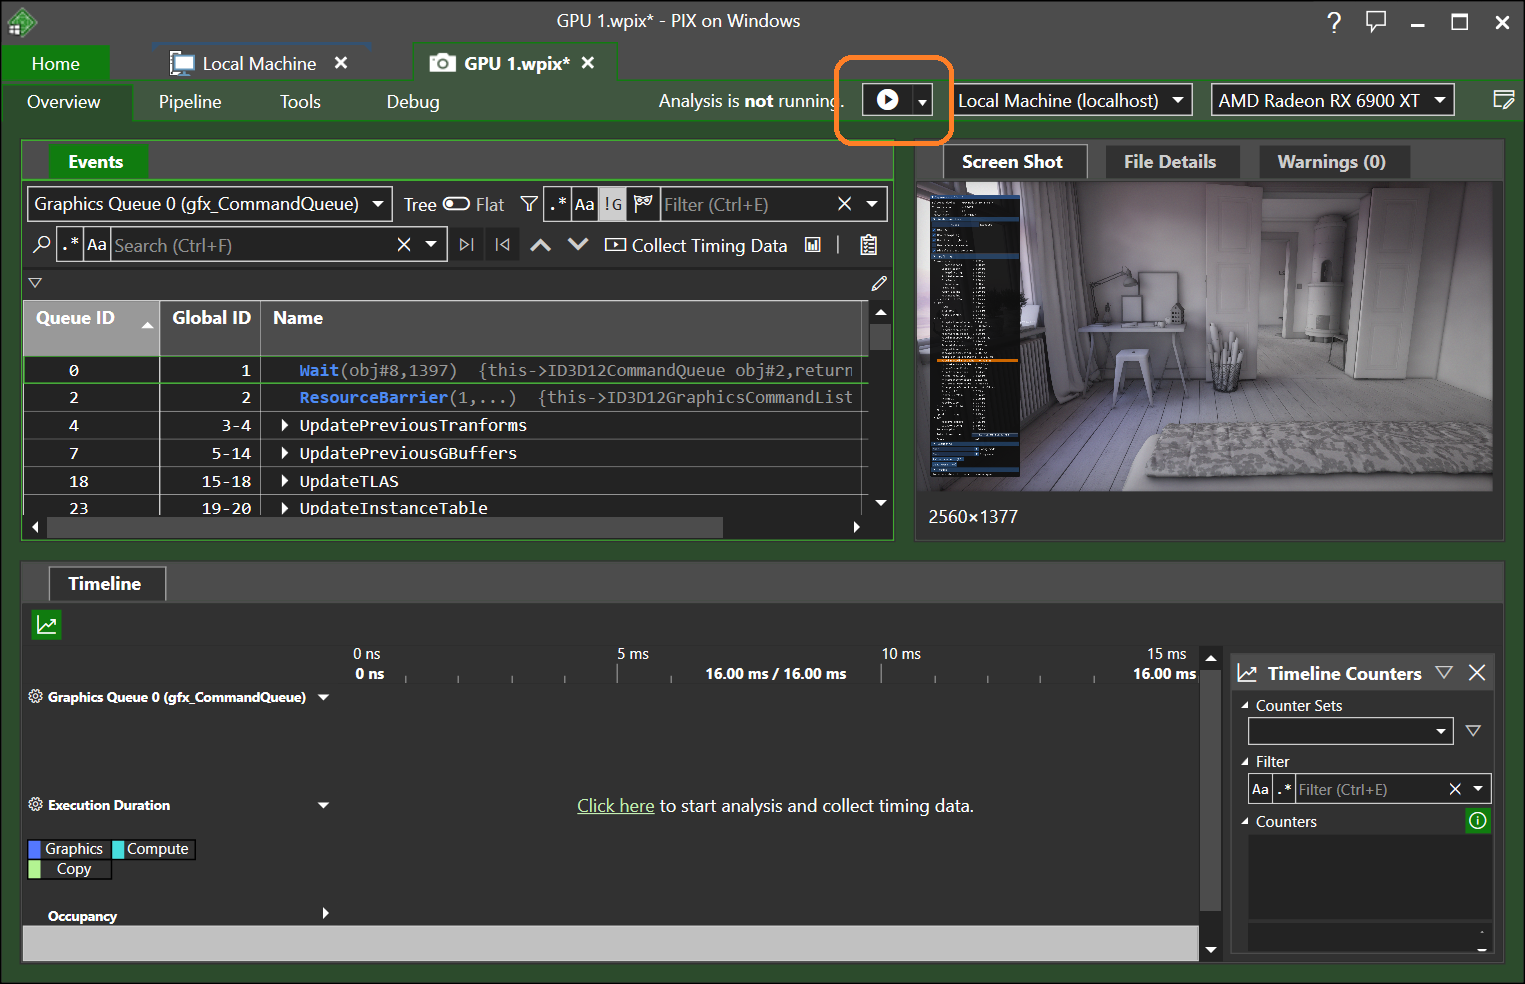 GPU 1.wpix* - PIX on Windows
Home
Local Machine
GPU 1.wpix*
Overview
Pipeline
Tools
Debug
Analysis is not running.
Local Machine (localhost)
AMD Radeon RX 6900 XT
Events
Graphics Queue 0 (gfx_CommandQueue)
Tree
Flat
.*
Aa
!G
Filter (Ctrl+E)
.*
Aa
Search (Ctrl+F)
Collect Timing Data
Queue ID
Global ID
Name
0 1 Wait(obj#8,1397) {this->ID3D12CommandQueue obj#2,return
2 2 ResourceBarrier(1,...) {this->ID3D12GraphicsCommandList
4 3-4 UpdatePreviousTranforms
7 5-14 UpdatePreviousGBuffers
18 15-18 UpdateTLAS
23 19-20 UpdateInstanceTable
Screen Shot
File Details
Warnings (0)
2560×1377
Timeline
0 ns
5 ms
10 ms
15 ms
0 ns
16.00 ms / 16.00 ms
16.00 ms
Graphics Queue 0 (gfx_CommandQueue)
Execution Duration
Click here to start analysis and collect timing data.
Graphics
Compute
Copy
Occupancy
Timeline Counters
Counter Sets
Filter
Aa
.*
Filter (Ctrl+E)
Counters